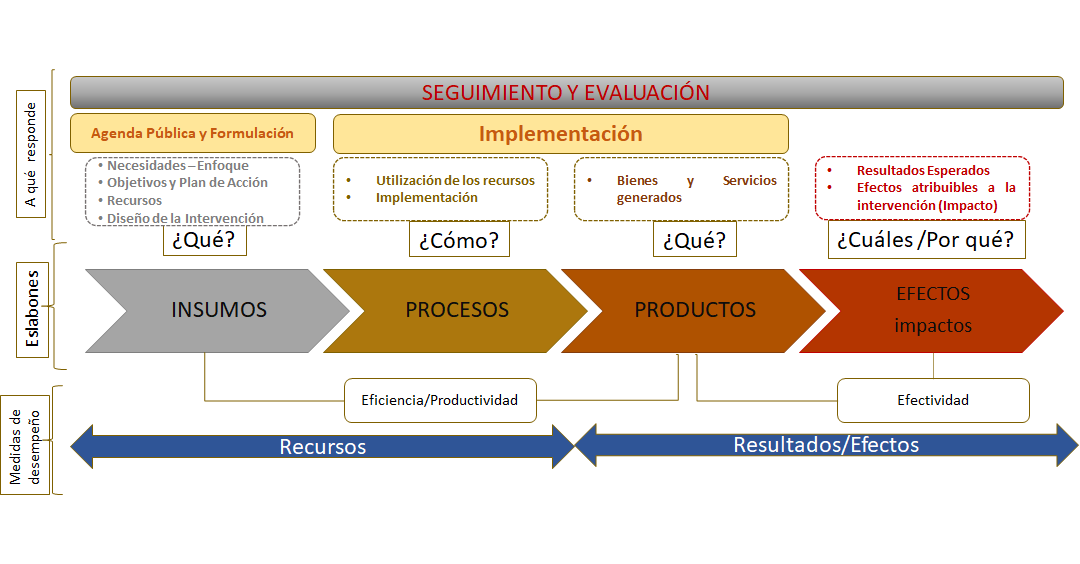 SEGUIMIENTO Y EVALUACIÓN
A qué responde
Agenda Pública y Formulación
Implementación
• Necesidades – Enfoque
• Objetivos y Plan de Acción
• Recursos
• Diseño de la Intervención
• Utilización de los recursos
• Implementación
• Bienes y Servicios
generados
• Resultados Esperados
• Efectos atribuibles a la
intervención (Impacto)
¿Qué?
¿Cómo?
¿Qué?
¿Cuáles /Por qué?
Eslabones
INSUMOS
PROCESOS
PRODUCTOS
EFECTOS
impactos
Medidas de
desempeño
Eficiencia/Productividad
Efectividad
Recursos
Resultados/Efectos